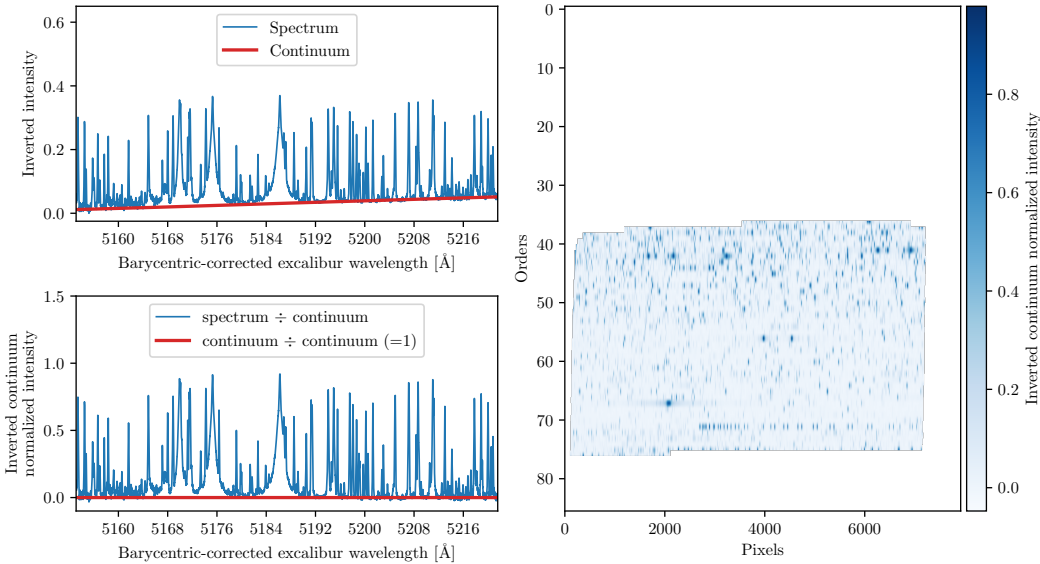 Spectrum
Continuum
Inverted intensity
0.6
0.4
0.2
0.0
5160 5168 5176 5184 5192 5200 5208 5216
Barycentric-corrected excalibur wavelength [Å]
spectrum ÷ continuum
continuum ÷ continuum (=1)
Inverted continuum
normalized intensity
1.5
1.0
0.5
0.0
5160 5168 5176 5184 5192 5200 5208 5216
Barycentric-corrected excalibur wavelength [Å]
Orders
0
10
20
30
40
50
60
70
80
0 2000 4000 6000
Pixels
0.8
0.6
0.4
0.2
0.0
Inverted continuum normalized intensity